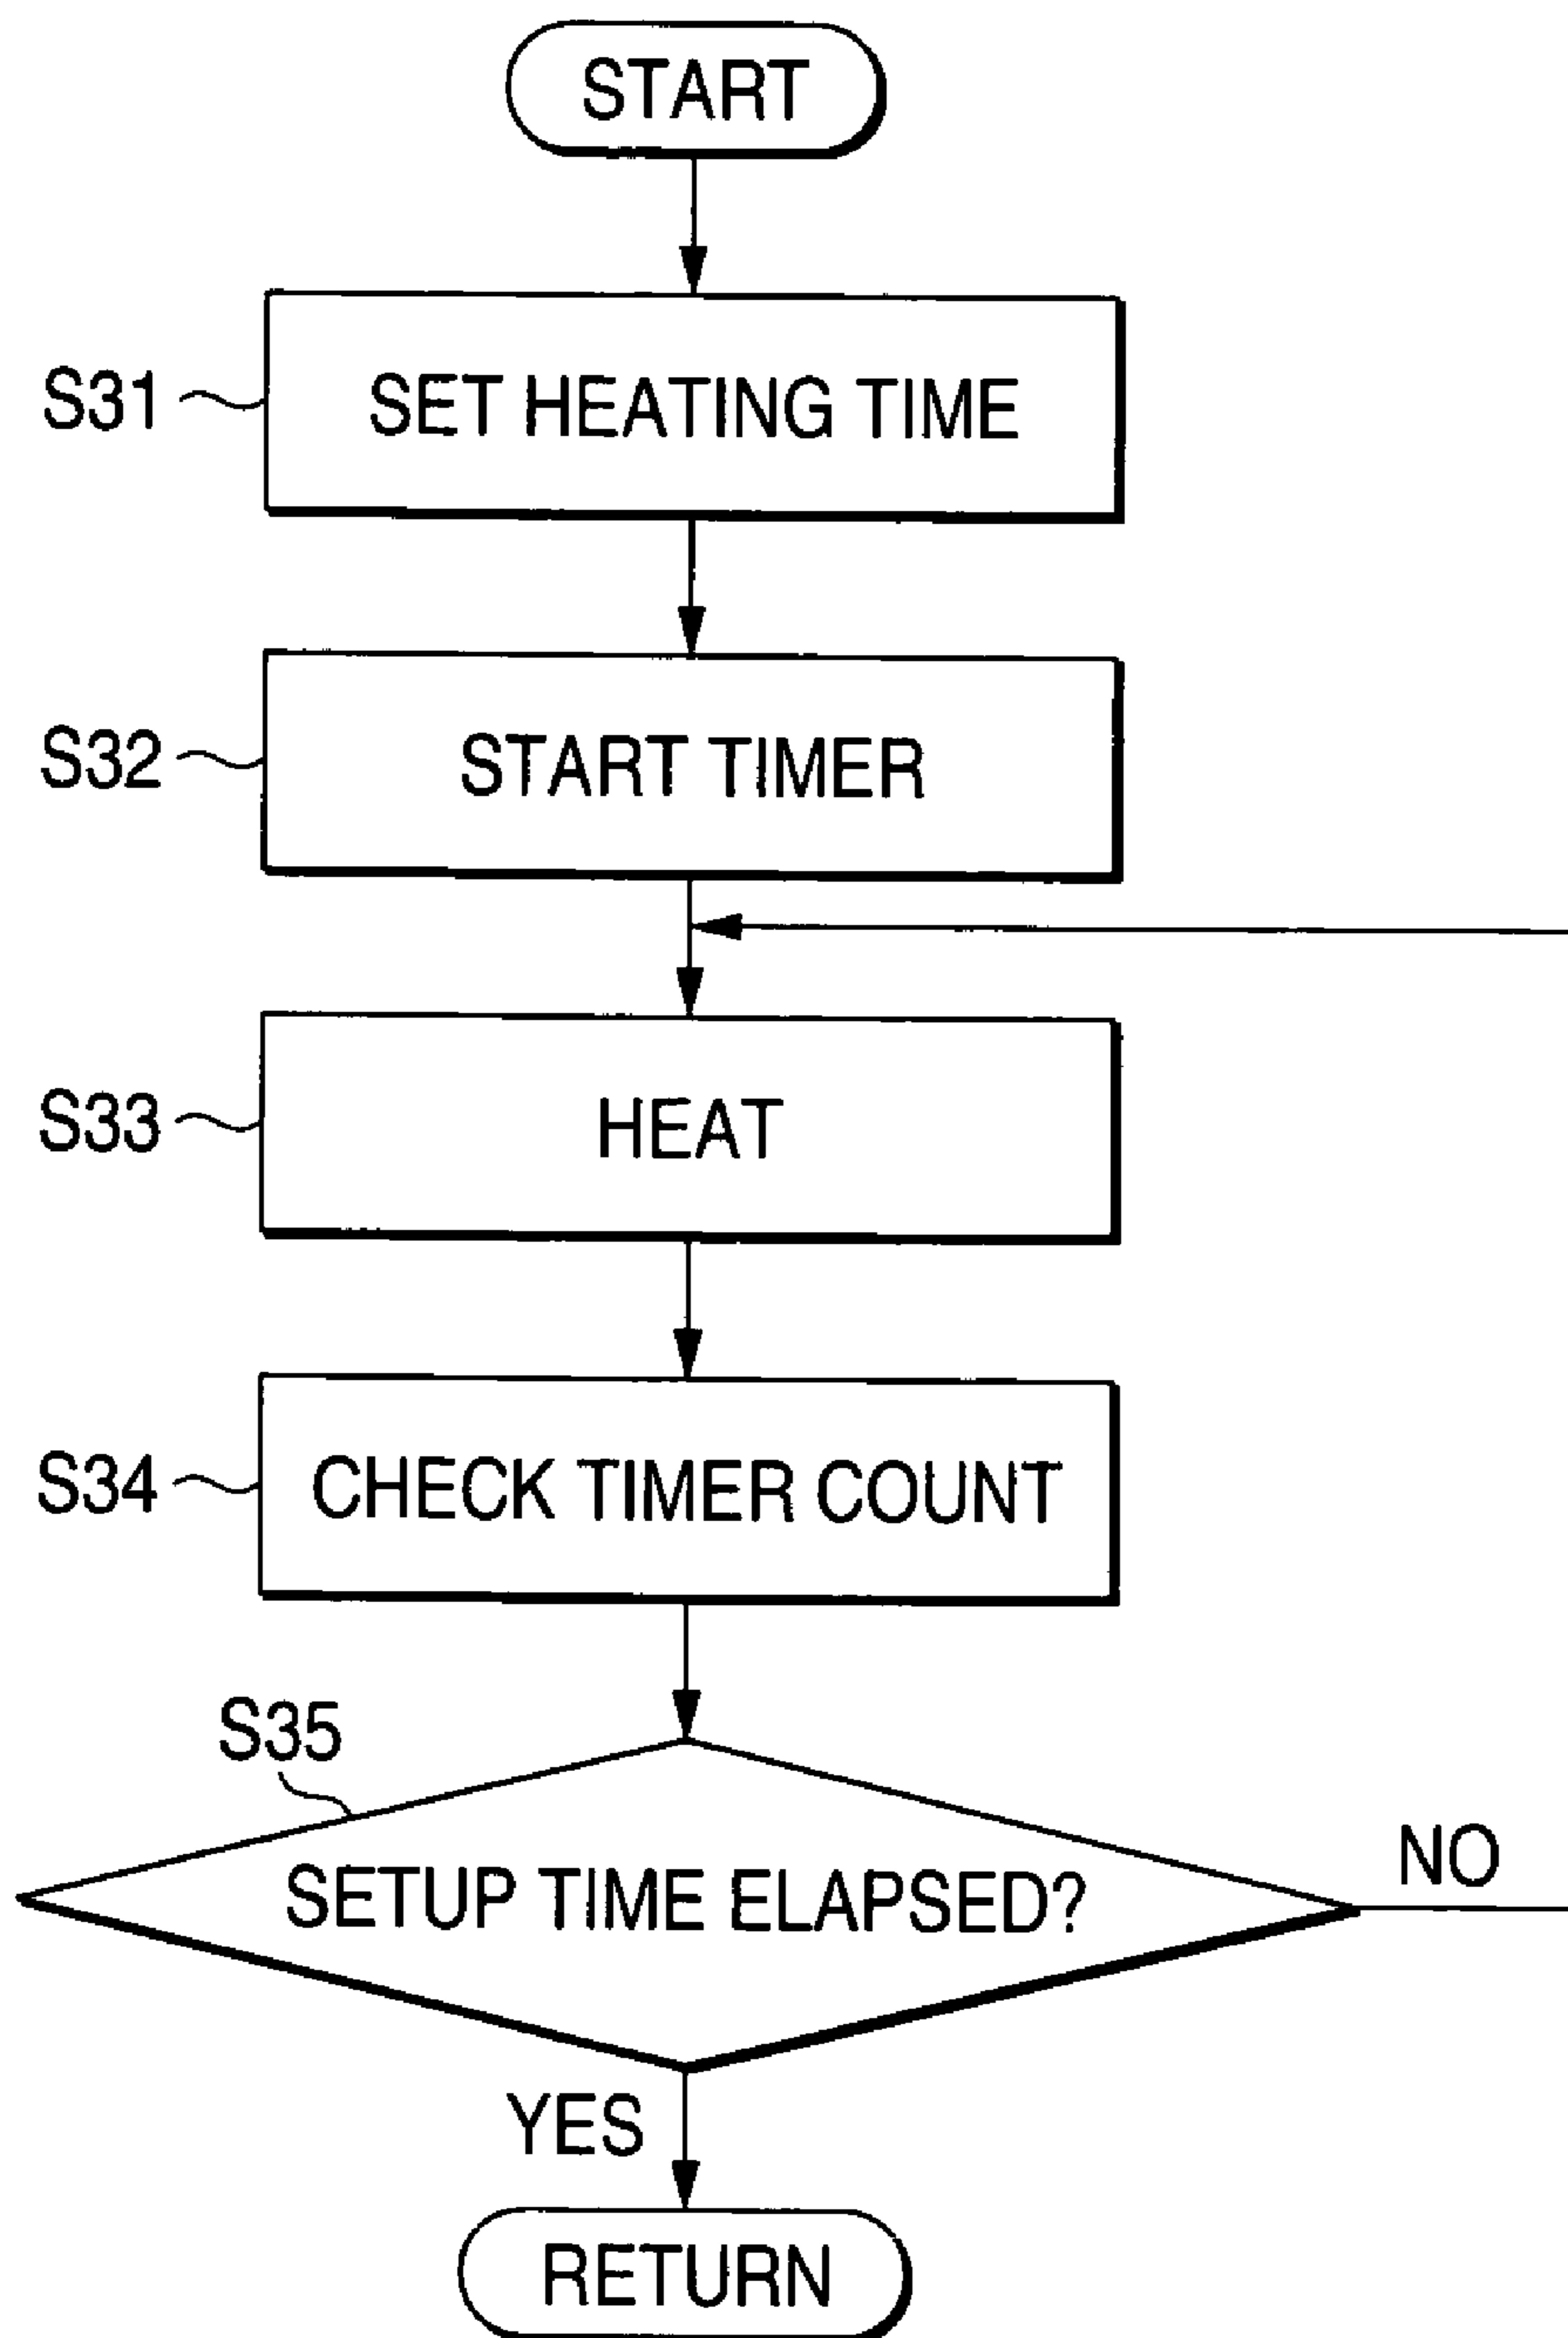 START
S31
SET HEATING TIME
S32
START TIMER
S33
HEAT
S34
CHECK TIMER COUNT
S35
SETUP TIME ELAPSED?
NO
YES
RETURN